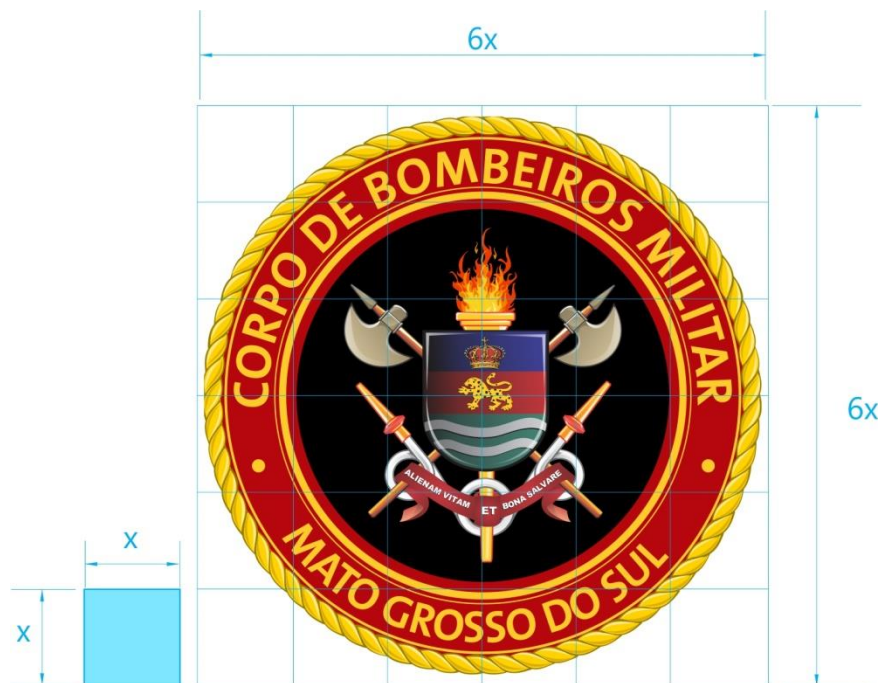 6x
CORPO DE BOMBEIROS MILITAR
6x
ALIENAM VITAM ET BONA SALVARE
x
x
MATO GROSSO DO SUL